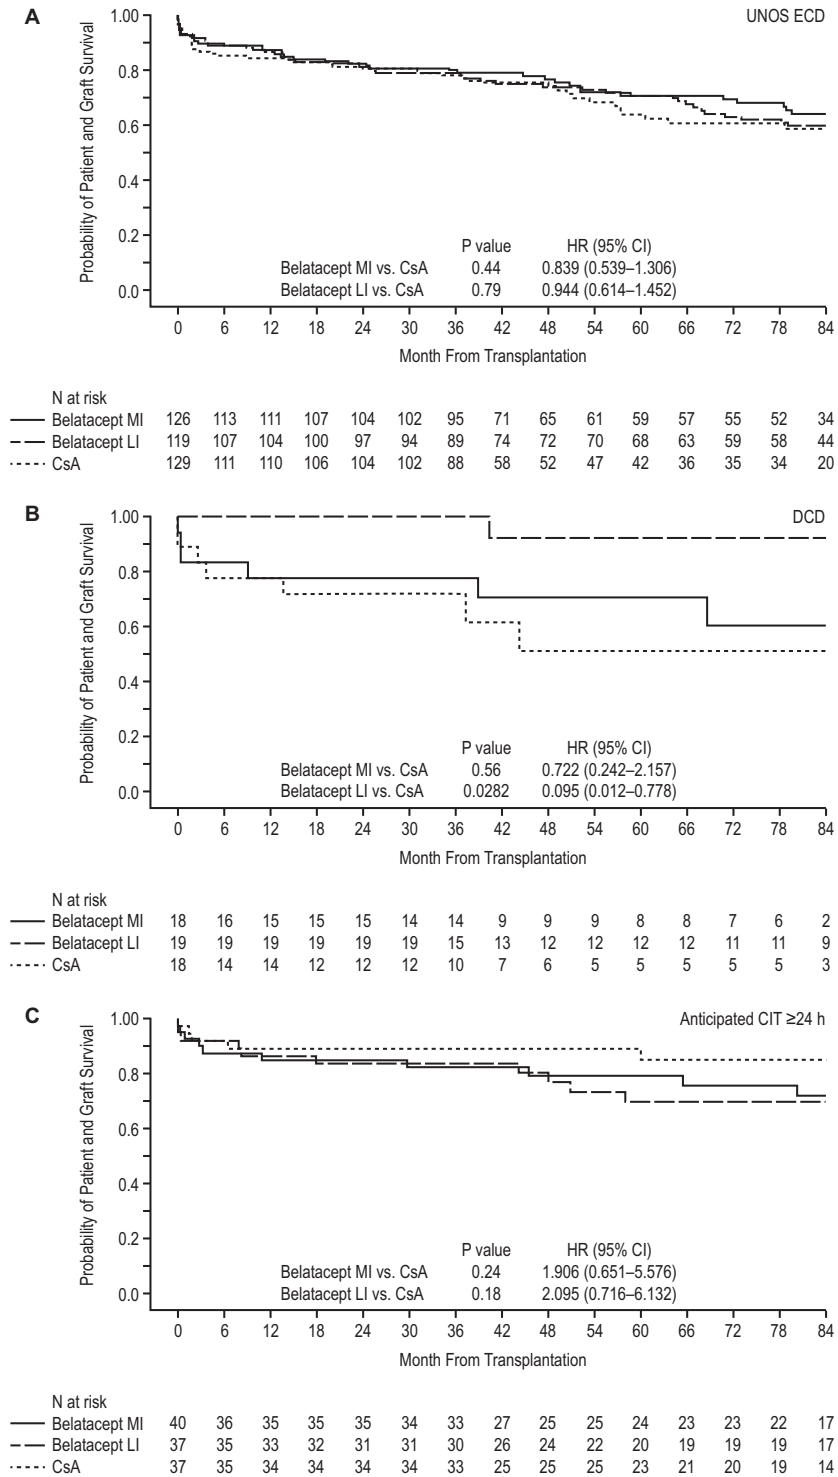 A
UNOS ECD
Probability of Patient and Graft Survival
1.00
0.8
0.6
0.4
0.2
0.0
P value HR (95% CI)
Belatacept MI vs. CsA 0.44 0.839 (0.539–1.306)
Belatacept LI vs. CsA 0.79 0.944 (0.614–1.452)
0 6 12 18 24 30 36 42 48 54 60 66 72 78 84
Month From Transplantation
N at risk
Belatacept MI 126 113 111 107 104 102 95 71 65 61 59 57 55 52 34
Belatacept LI 119 107 104 100 97 94 89 74 72 70 68 63 59 58 44
CsA 129 111 110 106 104 102 88 58 52 47 42 36 35 34 20
B
DCD
Probability of Patient and Graft Survival
1.00
0.8
0.6
0.4
0.2
0.0
P value HR (95% CI)
Belatacept MI vs. CsA 0.56 0.722 (0.242–2.157)
Belatacept LI vs. CsA 0.0282 0.095 (0.012–0.778)
0 6 12 18 24 30 36 42 48 54 60 66 72 78 84
Month From Transplantation
N at risk
Belatacept MI 18 16 15 15 15 14 14 9 9 9 8 8 7 6 2
Belatacept LI 19 19 19 19 19 19 15 13 12 12 12 12 11 11 9
CsA 18 14 14 12 12 12 10 7 6 5 5 5 5 5 3
C
Anticipated CIT ≥24 h
Probability of Patient and Graft Survival
1.00
0.8
0.6
0.4
0.2
0.0
P value HR (95% CI)
Belatacept MI vs. CsA 0.24 1.906 (0.651–5.576)
Belatacept LI vs. CsA 0.18 2.095 (0.716–6.132)
0 6 12 18 24 30 36 42 48 54 60 66 72 78 84
Month From Transplantation
N at risk
Belatacept MI 40 36 35 35 35 34 33 27 25 25 24 23 23 22 17
Belatacept LI 37 35 33 32 31 31 30 26 24 22 20 19 19 19 17
CsA 37 35 34 34 34 34 33 25 25 25 23 21 20 19 14